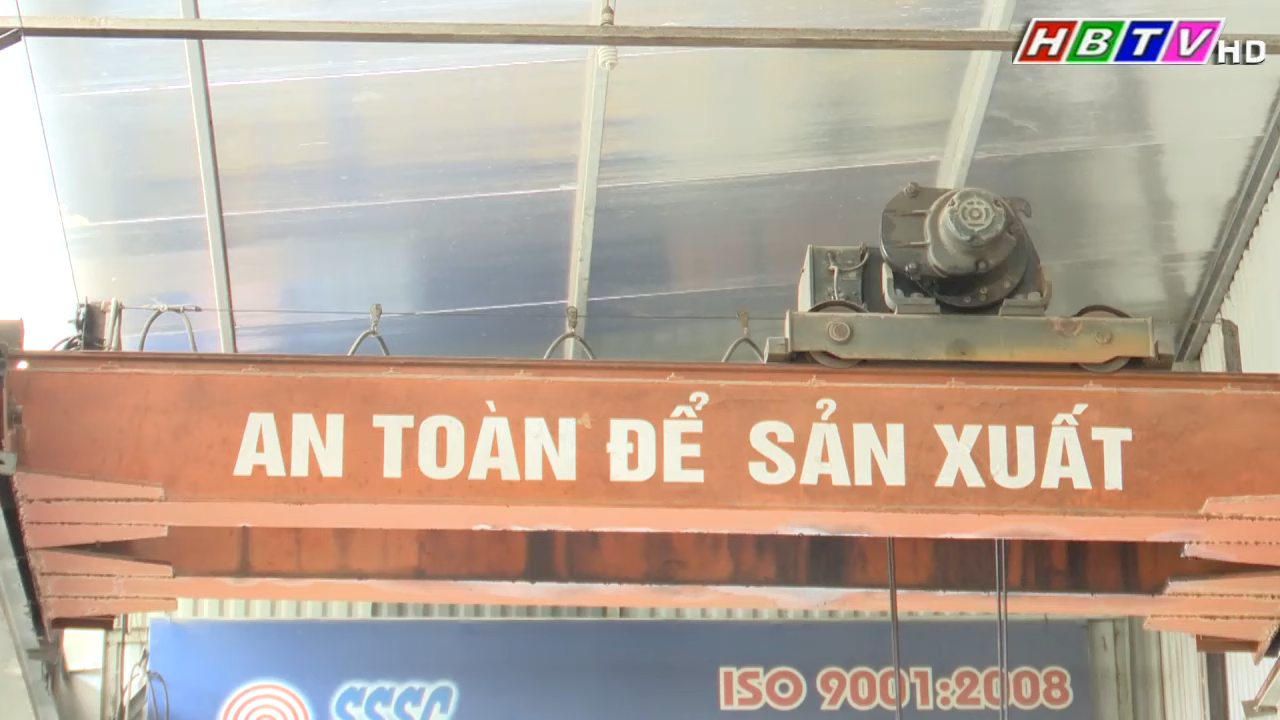 HBTV HD
AN TOÀN ĐỂ SẢN XUẤT
SSSC
ISO 9001:2008